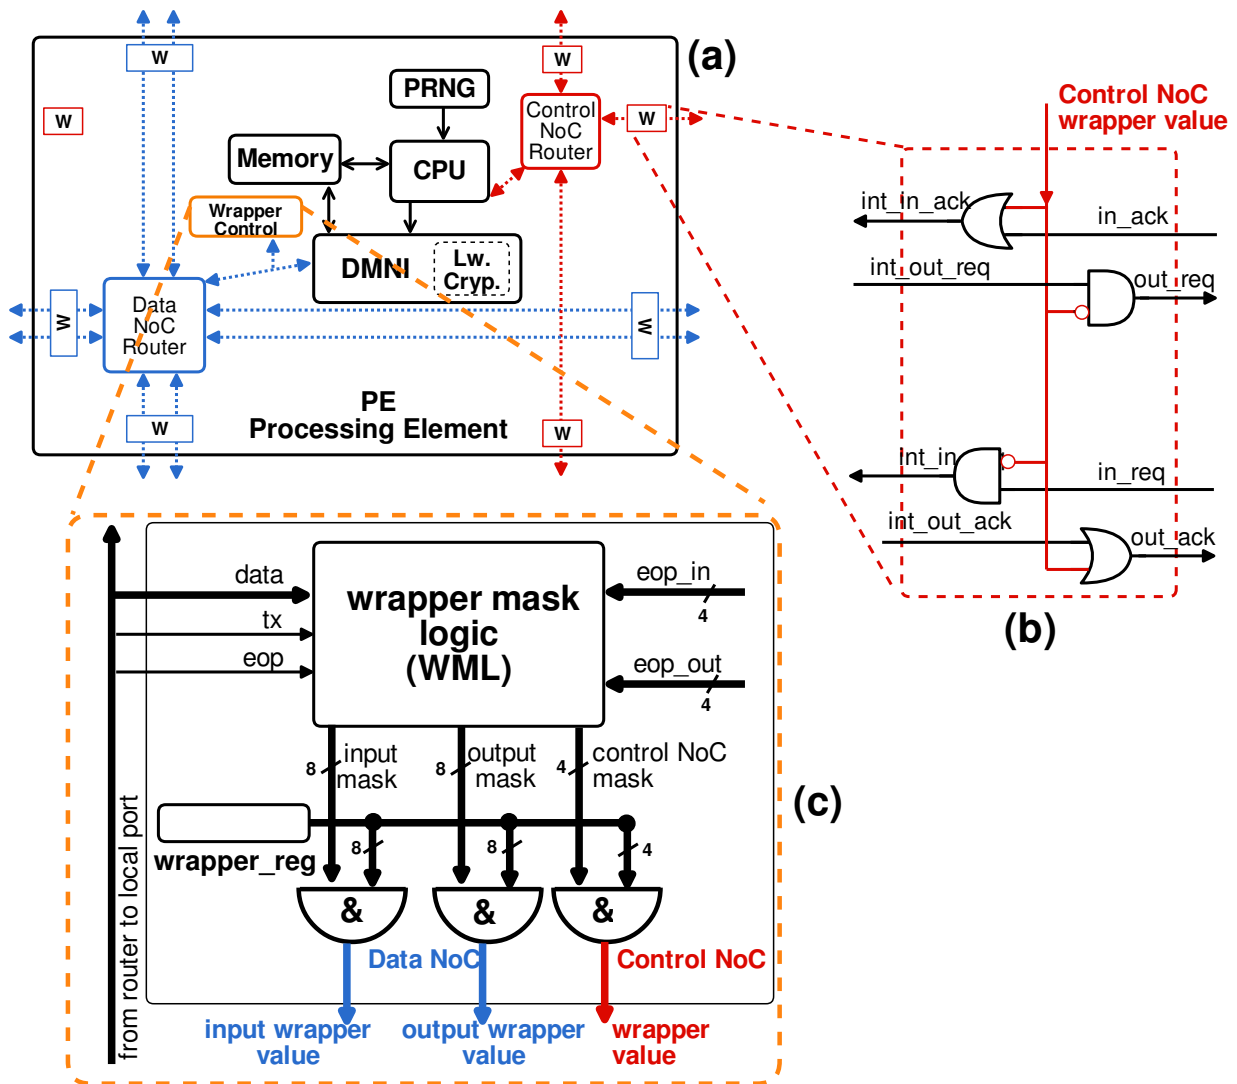 (a)
W
W
W
PRNG
Control
NoC
Router
W
Memory
CPU
Wrapper
Control
DMNI
Lw.
Cryp.
W
Data
NoC
Router
W
PE
Processing Element
W
W
Control NoC
wrapper value
int_in_ack
in_ack
int_out_req
out_req
int_in
in_req
int_out_ack
out_ack
(b)
data
tx
eop
wrapper mask
logic
(WML)
eop_in
4
eop_out
4
8
input
mask
8
output
mask
4
control NoC
mask
(c)
wrapper_reg
8
8
4
&
&
&
from router to local port
Data NoC
Control NoC
input wrapper
value
output wrapper
value
wrapper
value